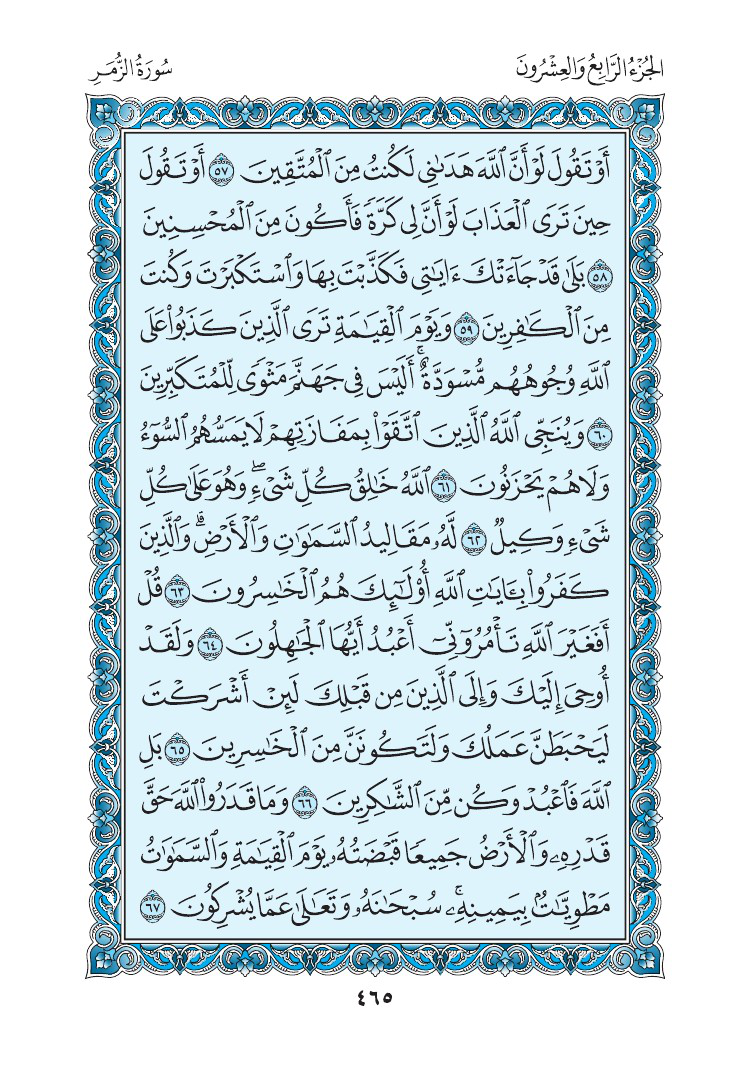 الجُزْءُ الرَّابِعُ وَالعِشْرُونَ
سُورَةُ الزُّمَرِ
أَوۡ تَقُولَ لَوۡ أَنَّ ٱللَّهَ هَدَىٰنِي لَكُنتُ مِنَ ٱلۡمُتَّقِينَ ٥٧ أَوۡ تَقُولَ
حِينَ تَرَى ٱلۡعَذَابَ لَوۡ أَنَّ لِي كَرَّةٗ فَأَكُونَ مِنَ ٱلۡمُحۡسِنِينَ
٥٨ بَلَىٰ قَدۡ جَآءَتۡكَ ءَايَٰتِي فَكَذَّبۡتَ بِهَا وَٱسۡتَكۡبَرۡتَ وَكُنتَ
مِنَ ٱلۡكَٰفِرِينَ ٥٩ وَيَوۡمَ ٱلۡقِيَٰمَةِ تَرَى ٱلَّذِينَ كَذَبُواْ عَلَى
ٱللَّهِ وُجُوهُهُم مُّسۡوَدَّةٌۚ أَلَيۡسَ فِي جَهَنَّمَ مَثۡوٗى لِّلۡمُتَكَبِّرِينَ
٦٠ وَيُنَجِّي ٱللَّهُ ٱلَّذِينَ ٱتَّقَوۡاْ بِمَفَازَتِهِمۡ لَا يَمَسُّهُمُ ٱلسُّوٓءُ
وَلَا هُمۡ يَحۡزَنُونَ ٦١ ٱللَّهُ خَٰلِقُ كُلِّ شَيۡءٖۖ وَهُوَ عَلَىٰ كُلِّ
شَيۡءٖ وَكِيلٞ ٦٢ لَّهُۥ مَقَالِيدُ ٱلسَّمَٰوَٰتِ وَٱلۡأَرۡضِۗ وَٱلَّذِينَ
كَفَرُواْ بِـَٔايَٰتِ ٱللَّهِ أُوْلَٰٓئِكَ هُمُ ٱلۡخَٰسِرُونَ ٦٣ قُلۡ
أَفَغَيۡرَ ٱللَّهِ تَأۡمُرُوٓنِّيٓ أَعۡبُدُ أَيُّهَا ٱلۡجَٰهِلُونَ ٦٤ وَلَقَدۡ
أُوحِيَ إِلَيۡكَ وَإِلَى ٱلَّذِينَ مِن قَبۡلِكَ لَئِنۡ أَشۡرَكۡتَ
لَيَحۡبَطَنَّ عَمَلُكَ وَلَتَكُونَنَّ مِنَ ٱلۡخَٰسِرِينَ ٦٥ بَلِ
ٱللَّهَ فَٱعۡبُدۡ وَكُن مِّنَ ٱلشَّٰكِرِينَ ٦٦ وَمَا قَدَرُواْ ٱللَّهَ حَقَّ
قَدۡرِهِۦ وَٱلۡأَرۡضُ جَمِيعٗا قَبۡضَتُهُۥ يَوۡمَ ٱلۡقِيَٰمَةِ وَٱلسَّمَٰوَٰتُ
مَطۡوِيَّٰتُۢ بِيَمِينِهِۦۚ سُبۡحَٰنَهُۥ وَتَعَٰلَىٰ عَمَّا يُشۡرِكُونَ ٦٧
٤٦٥